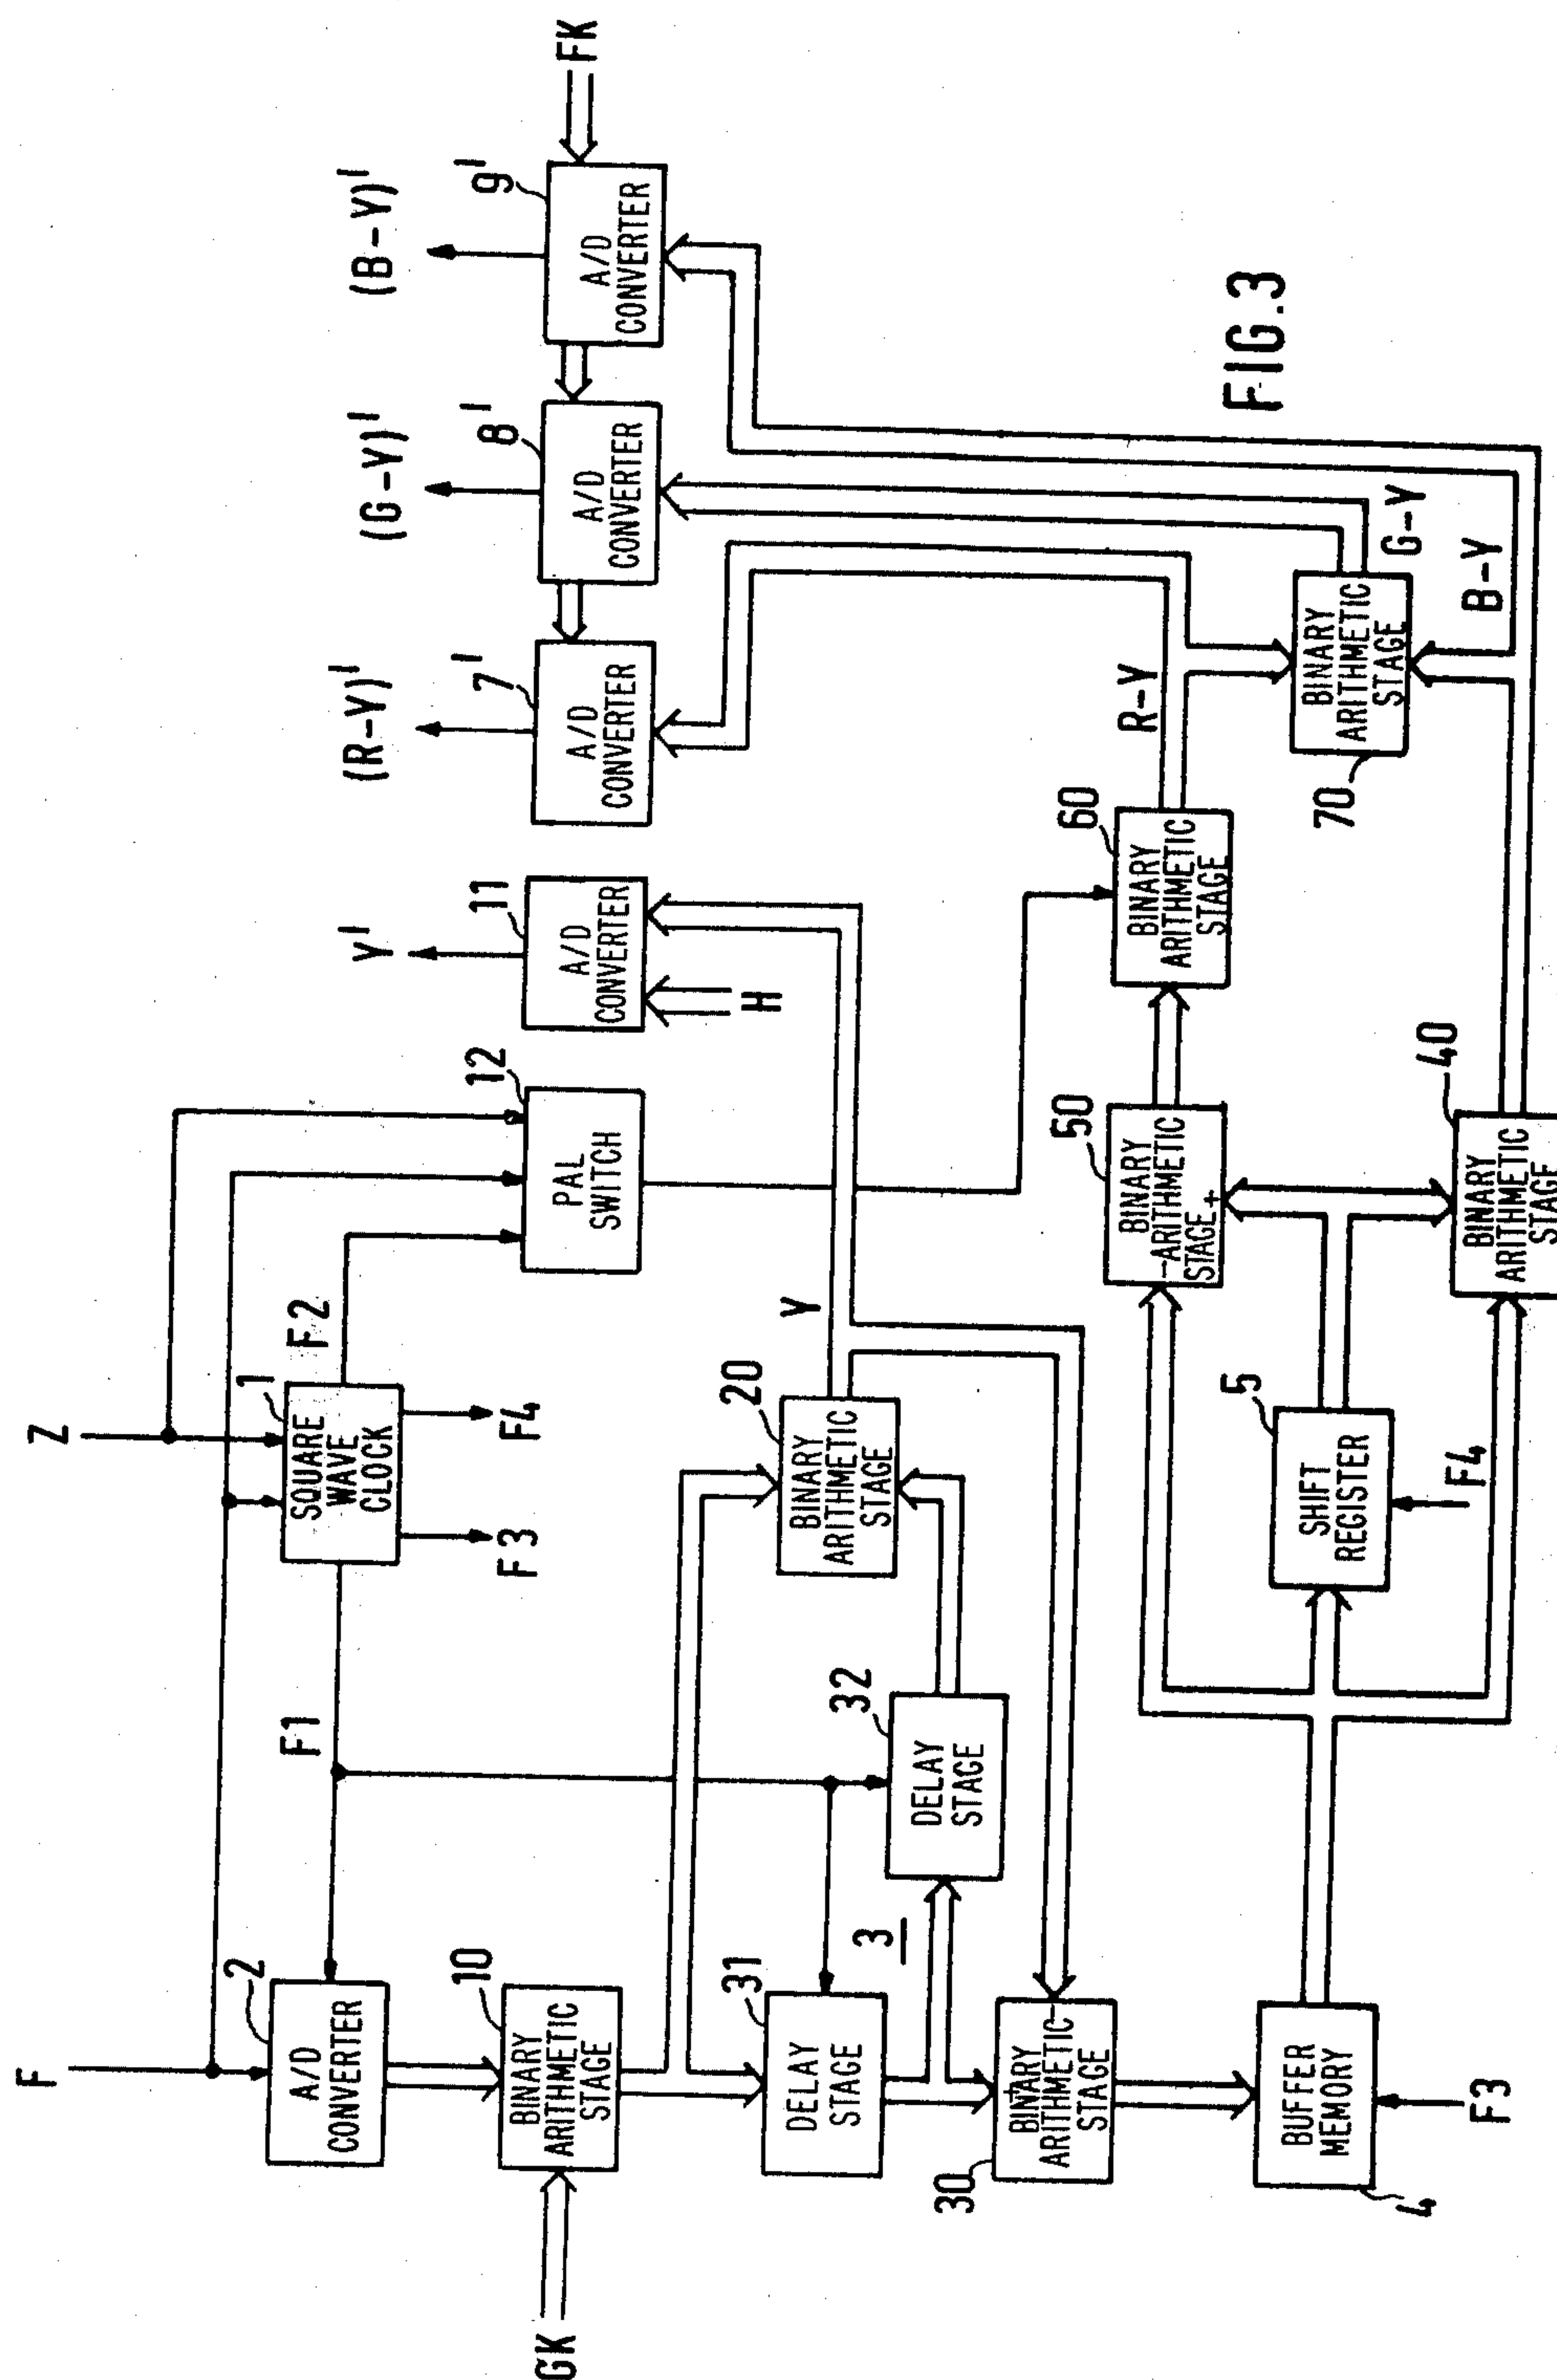 F
Z
2
A/D
CONVERTER
F1
1
SQUARE
WAVE
CLOCK
F2
F3
F4
12
PAL
SWITCH
Y'
11
A/D
CONVERTER
H
(R-Y)'
7'
A/D
CONVERTER
(G-Y)'
8'
A/D
CONVERTER
(B-Y)'
9'
A/D
CONVERTER
FK
GK
10
BINARY
ARITHMETIC
STAGE
31
DELAY
STAGE
3
32
DELAY
STAGE
20
BINARY
ARITHMETIC
STAGE
Y
30
+
BINARY
ARITHMETIC -
STAGE
4
BUFFER
MEMORY
F3
5
SHIFT
REGISTER
F4
50
BINARY
- ARITHMETIC
STAGE +
40
BINARY
ARITHMETIC
STAGE
60
BINARY
ARITHMETIC
STAGE
R-Y
70
BINARY
ARITHMETIC
STAGE
G-Y
B-Y
FIG.3